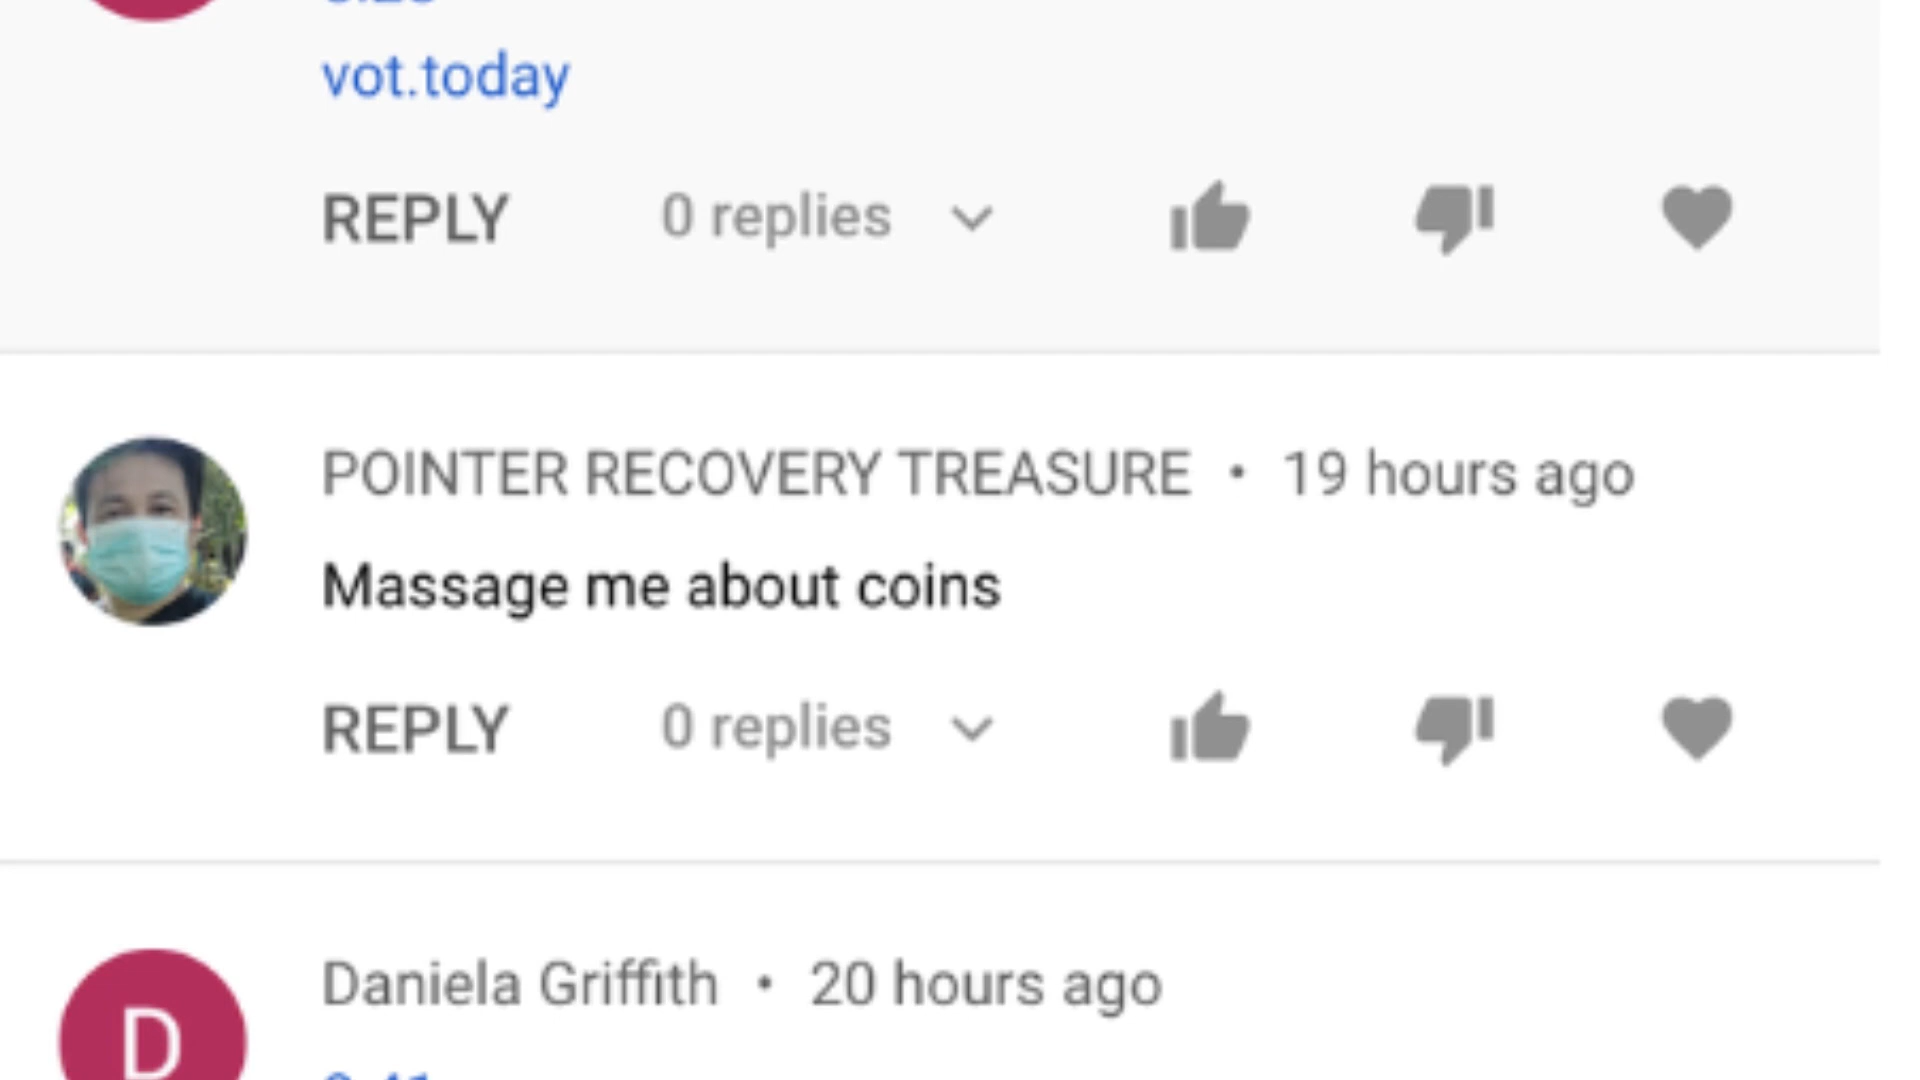 vot.today
REPLY 0 replies
POINTER RECOVERY TREASURE • 19 hours ago
Massage me about coins
REPLY 0 replies
Daniela Griffith • 20 hours ago
D